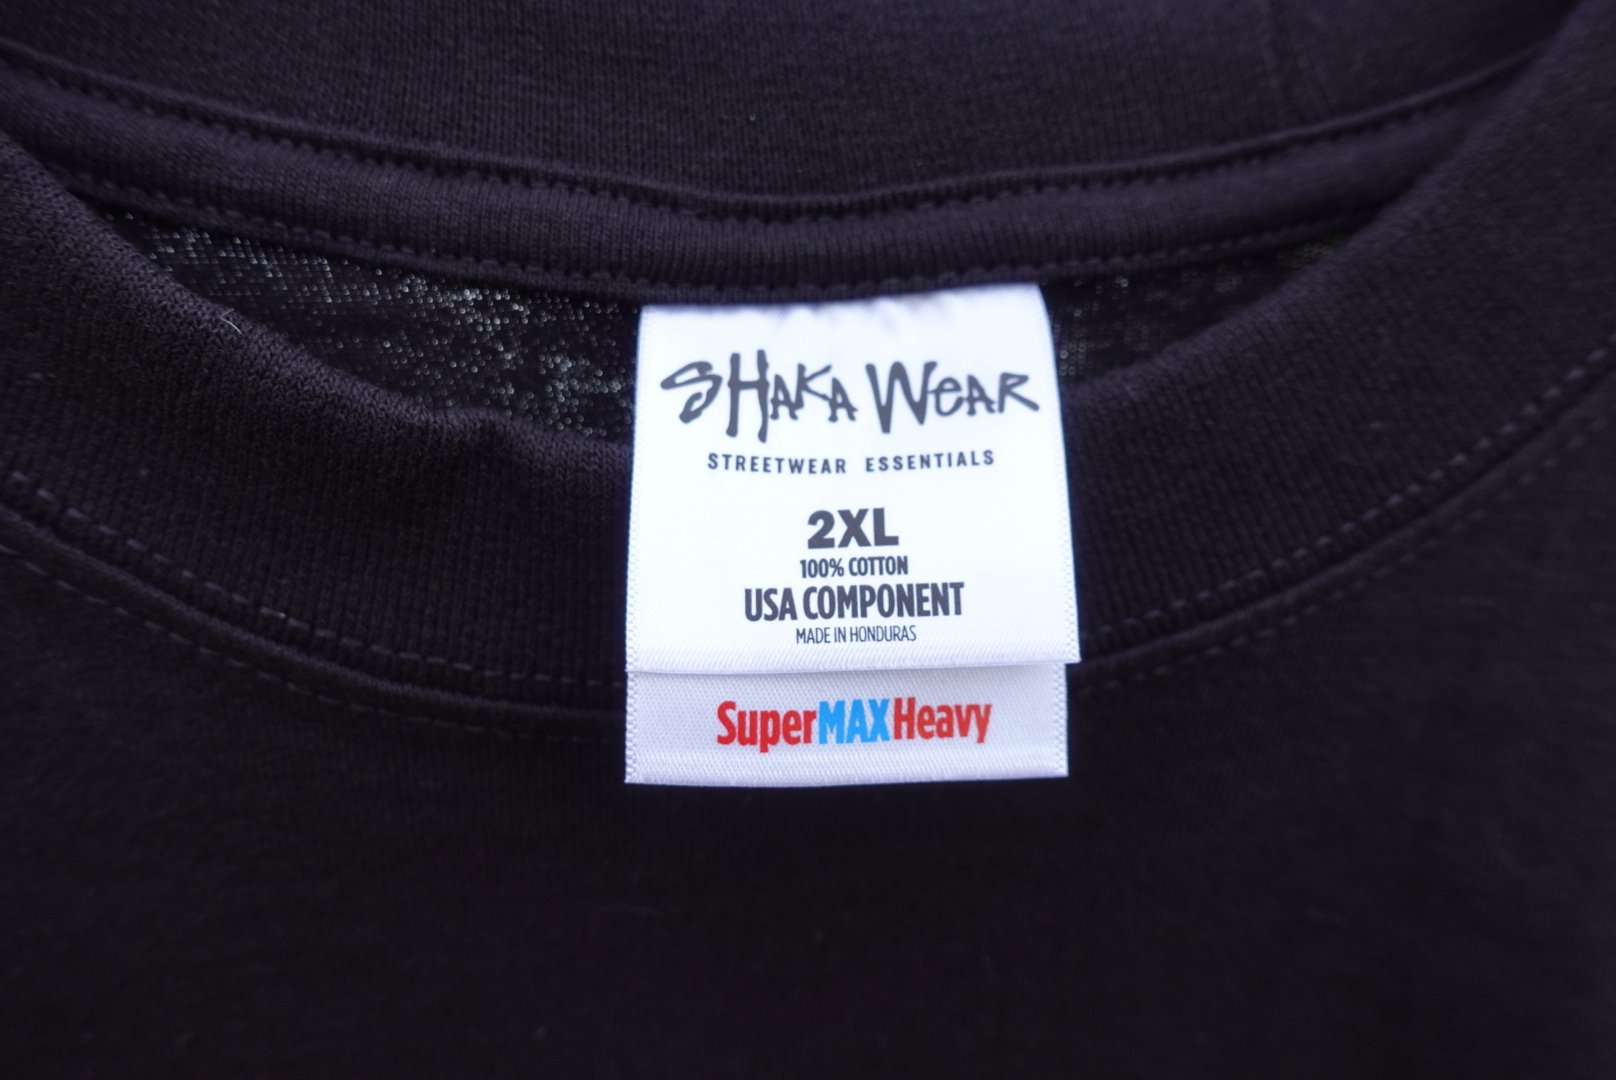 SHAKA WEAR
STREETWEAR ESSENTIALS
2XL
100% COTTON
USA COMPONENT
MADE IN HONDURAS
SuperMAXHeavy